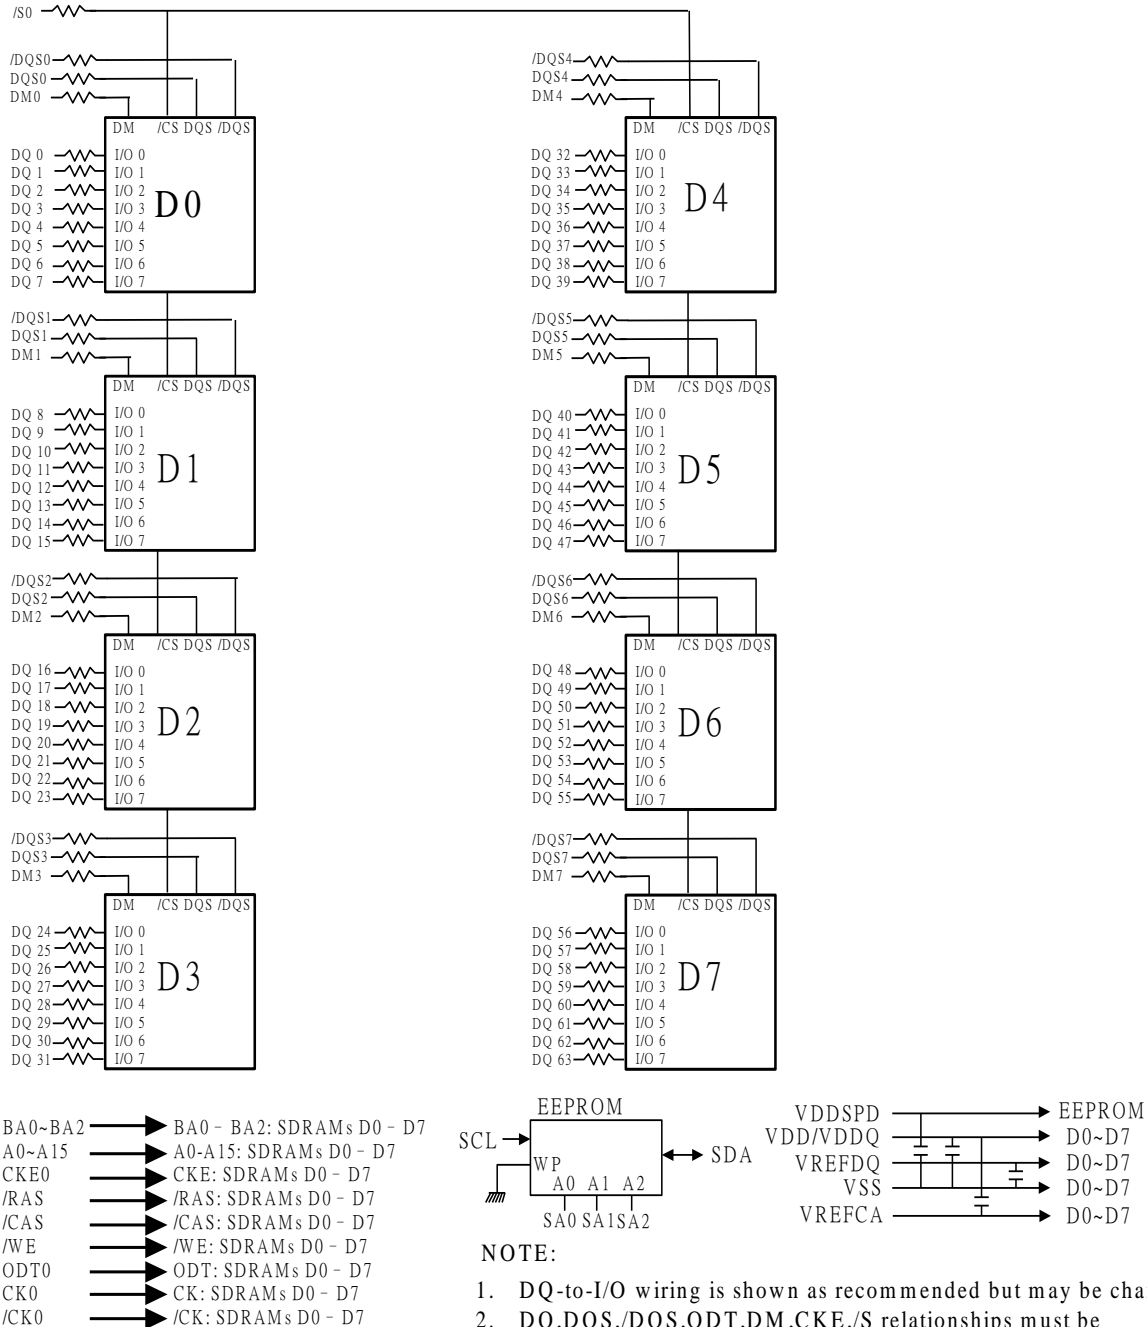 /S0
/DQS0
DQS0
DM0
DM /CS DQS /DQS
DQ 0 I/O 0
DQ 1 I/O 1
DQ 2 I/O 2
DQ 3 I/O 3
DQ 4 I/O 4
DQ 5 I/O 5
DQ 6 I/O 6
DQ 7 I/O 7
D0
/DQS1
DQS1
DM1
DM /CS DQS /DQS
DQ 8 I/O 0
DQ 9 I/O 1
DQ 10 I/O 2
DQ 11 I/O 3
DQ 12 I/O 4
DQ 13 I/O 5
DQ 14 I/O 6
DQ 15 I/O 7
D1
/DQS2
DQS2
DM2
DM /CS DQS /DQS
DQ 16 I/O 0
DQ 17 I/O 1
DQ 18 I/O 2
DQ 19 I/O 3
DQ 20 I/O 4
DQ 21 I/O 5
DQ 22 I/O 6
DQ 23 I/O 7
D2
/DQS3
DQS3
DM3
DM /CS DQS /DQS
DQ 24 I/O 0
DQ 25 I/O 1
DQ 26 I/O 2
DQ 27 I/O 3
DQ 28 I/O 4
DQ 29 I/O 5
DQ 30 I/O 6
DQ 31 I/O 7
D3
/DQS4
DQS4
DM4
DM /CS DQS /DQS
DQ 32 I/O 0
DQ 33 I/O 1
DQ 34 I/O 2
DQ 35 I/O 3
DQ 36 I/O 4
DQ 37 I/O 5
DQ 38 I/O 6
DQ 39 I/O 7
D4
/DQS5
DQS5
DM5
DM /CS DQS /DQS
DQ 40 I/O 0
DQ 41 I/O 1
DQ 42 I/O 2
DQ 43 I/O 3
DQ 44 I/O 4
DQ 45 I/O 5
DQ 46 I/O 6
DQ 47 I/O 7
D5
/DQS6
DQS6
DM6
DM /CS DQS /DQS
DQ 48 I/O 0
DQ 49 I/O 1
DQ 50 I/O 2
DQ 51 I/O 3
DQ 52 I/O 4
DQ 53 I/O 5
DQ 54 I/O 6
DQ 55 I/O 7
D6
/DQS7
DQS7
DM7
DM /CS DQS /DQS
DQ 56 I/O 0
DQ 57 I/O 1
DQ 58 I/O 2
DQ 59 I/O 3
DQ 60 I/O 4
DQ 61 I/O 5
DQ 62 I/O 6
DQ 63 I/O 7
D7
BA0~BA2 BA0 - BA2: SDRAMs D0 - D7
A0~A15 A0-A15: SDRAMs D0 - D7
CKE0 CKE: SDRAMs D0 - D7
/RAS /RAS: SDRAMs D0 - D7
/CAS /CAS: SDRAMs D0 - D7
/WE /WE: SDRAMs D0 - D7
ODT0 ODT: SDRAMs D0 - D7
CK0 CK: SDRAMs D0 - D7
/CK0 /CK: SDRAMs D0 - D7
EEPROM
SCL SDA
WP
A0 A1 A2
SA0 SA1 SA2
VDDSPD EEPROM
VDD/VDDQ D0~D7
VREFDQ D0~D7
VSS D0~D7
VREFCA D0~D7
NOTE:
1. DQ-to-I/O wiring is shown as recommended but may be cha
2. DQ,DQS,/DQS,ODT,DM,CKE,/S relationships must be